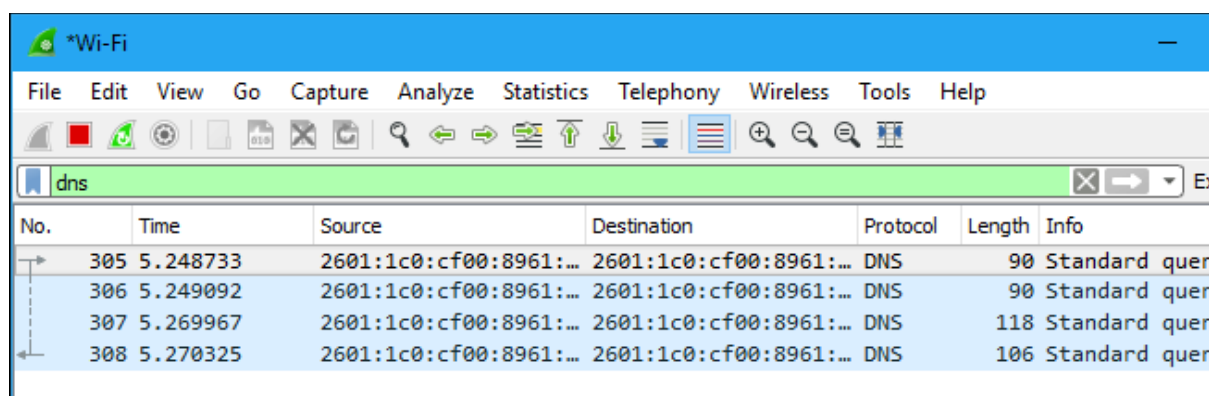 *Wi-Fi
File Edit View Go Capture Analyze Statistics Telephony Wireless Tools Help
dns
No. Time Source Destination Protocol Length Info
305 5.248733 2601:1c0:cf00:8961:… 2601:1c0:cf00:8961:… DNS 90 Standard quer
306 5.249092 2601:1c0:cf00:8961:… 2601:1c0:cf00:8961:… DNS 90 Standard quer
307 5.269967 2601:1c0:cf00:8961:… 2601:1c0:cf00:8961:… DNS 118 Standard quer
308 5.270325 2601:1c0:cf00:8961:… 2601:1c0:cf00:8961:… DNS 106 Standard quer